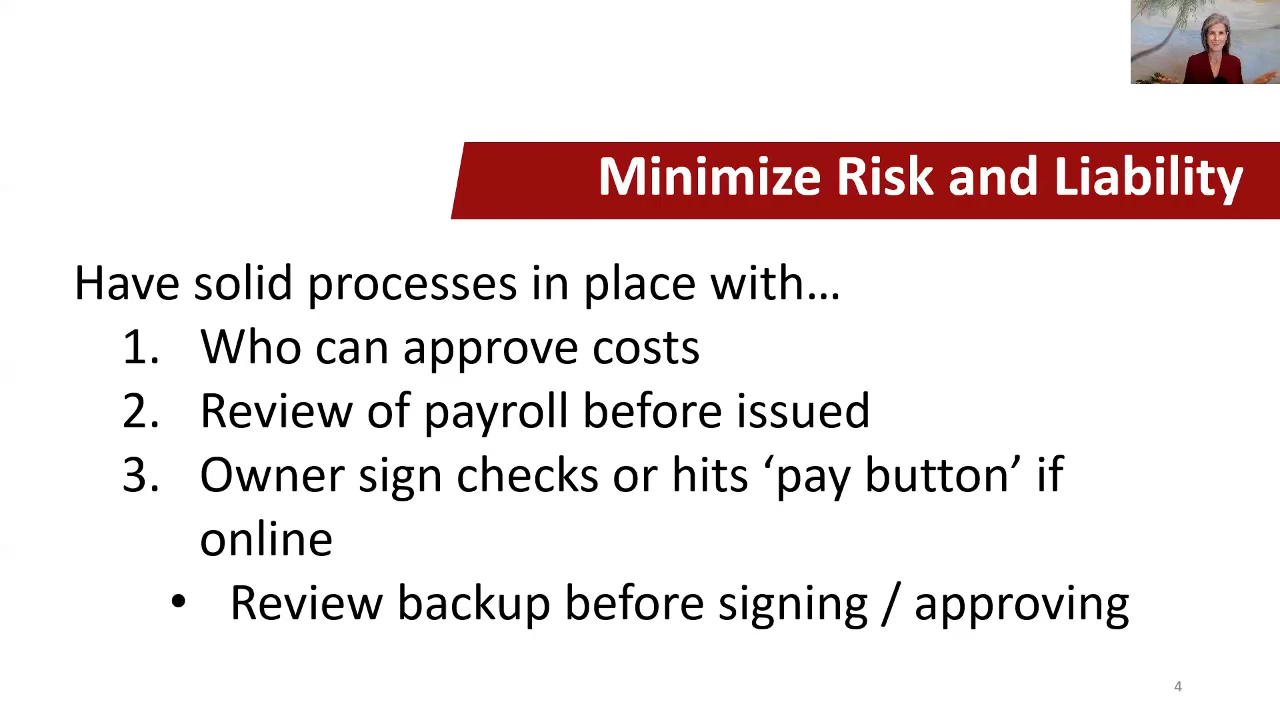 Minimize Risk and Liability
Have solid processes in place with…
1. Who can approve costs
2. Review of payroll before issued
3. Owner sign checks or hits ‘pay button’ if
online
• Review backup before signing / approving
4